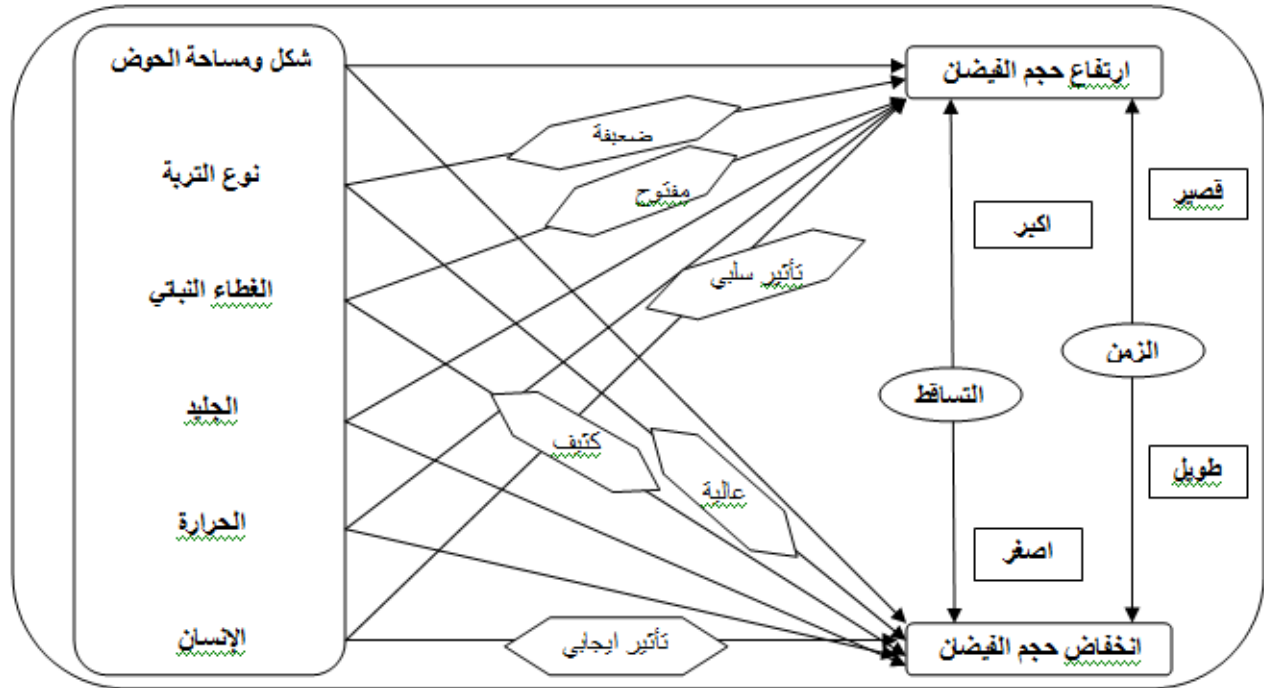 شكل ومساحة الحوض
ارتفاع حجم الفيضان
ضعيفة
نوع التربة
مفتوح
قصير
اكبر
تأثير سلبي
الغطاء النباتي
الزمن
التساقط
الجليد
كثيف
عالية
طويل
الحرارة
اصغر
الإنسان
تأثير ايجابي
انخفاض حجم الفيضان